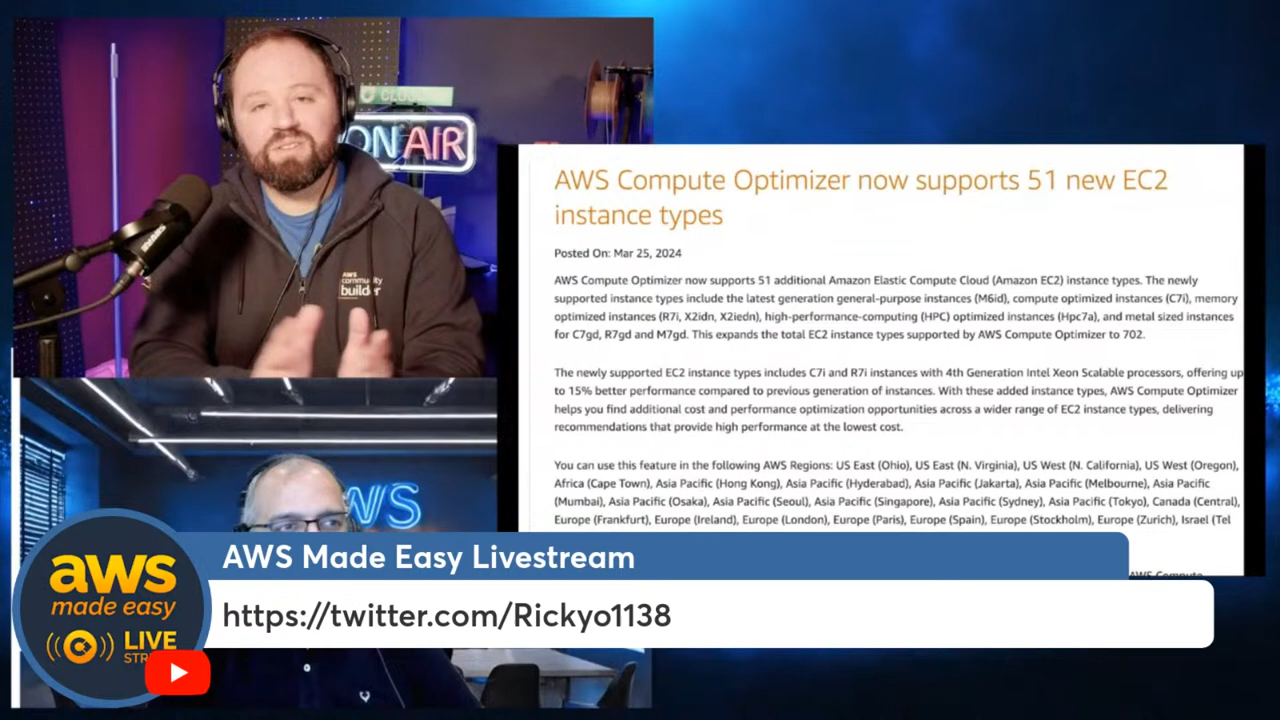 CLOUD
ON AIR
AWS
community
builder
AWS Compute Optimizer now supports 51 new EC2
instance types
Posted On: Mar 25, 2024
AWS Compute Optimizer now supports 51 additional Amazon Elastic Compute Cloud (Amazon EC2) instance types. The newly
supported instance types include the latest generation general-purpose instances (M6id), compute optimized instances (C7i), memory
optimized instances (R7i, X2idn, X2iedn), high-performance-computing (HPC) optimized instances (Hpc7a), and metal sized instances
for C7gd, R7gd and M7gd. This expands the total EC2 instance types supported by AWS Compute Optimizer to 702.
The newly supported EC2 instance types includes C7i and R7i instances with 4th Generation Intel Xeon Scalable processors, offering up
to 15% better performance compared to previous generation of instances. With these added instance types, AWS Compute Optimizer
helps you find additional cost and performance optimization opportunities across a wider range of EC2 instance types, delivering
recommendations that provide high performance at the lowest cost.
You can use this feature in the following AWS Regions: US East (Ohio), US East (N. Virginia), US West (N. California), US West (Oregon),
Africa (Cape Town), Asia Pacific (Hong Kong), Asia Pacific (Hyderabad), Asia Pacific (Jakarta), Asia Pacific (Melbourne), Asia Pacific
(Mumbai), Asia Pacific (Osaka), Asia Pacific (Seoul), Asia Pacific (Singapore), Asia Pacific (Sydney), Asia Pacific (Tokyo), Canada (Central),
Europe (Frankfurt), Europe (Ireland), Europe (London), Europe (Paris), Europe (Spain), Europe (Stockholm), Europe (Zurich), Israel (Tel
AWS Compute
WS
AWS Made Easy Livestream
https://twitter.com/Rickyo1138
aws
made easy
LIVE
STR